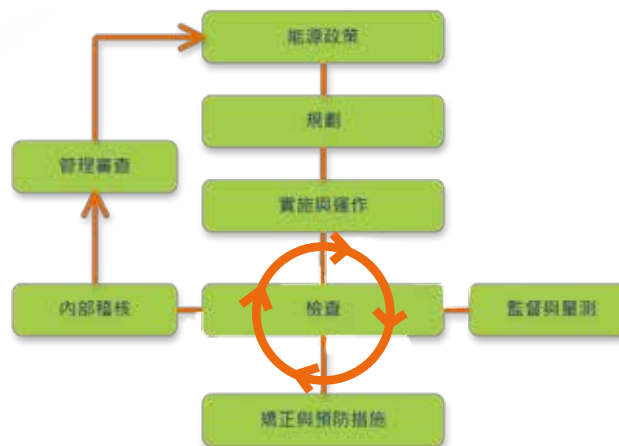 能源政策
規劃
管理審查
實施與運作
內部稽核
檢查
監督與量測
矯正與預防措施